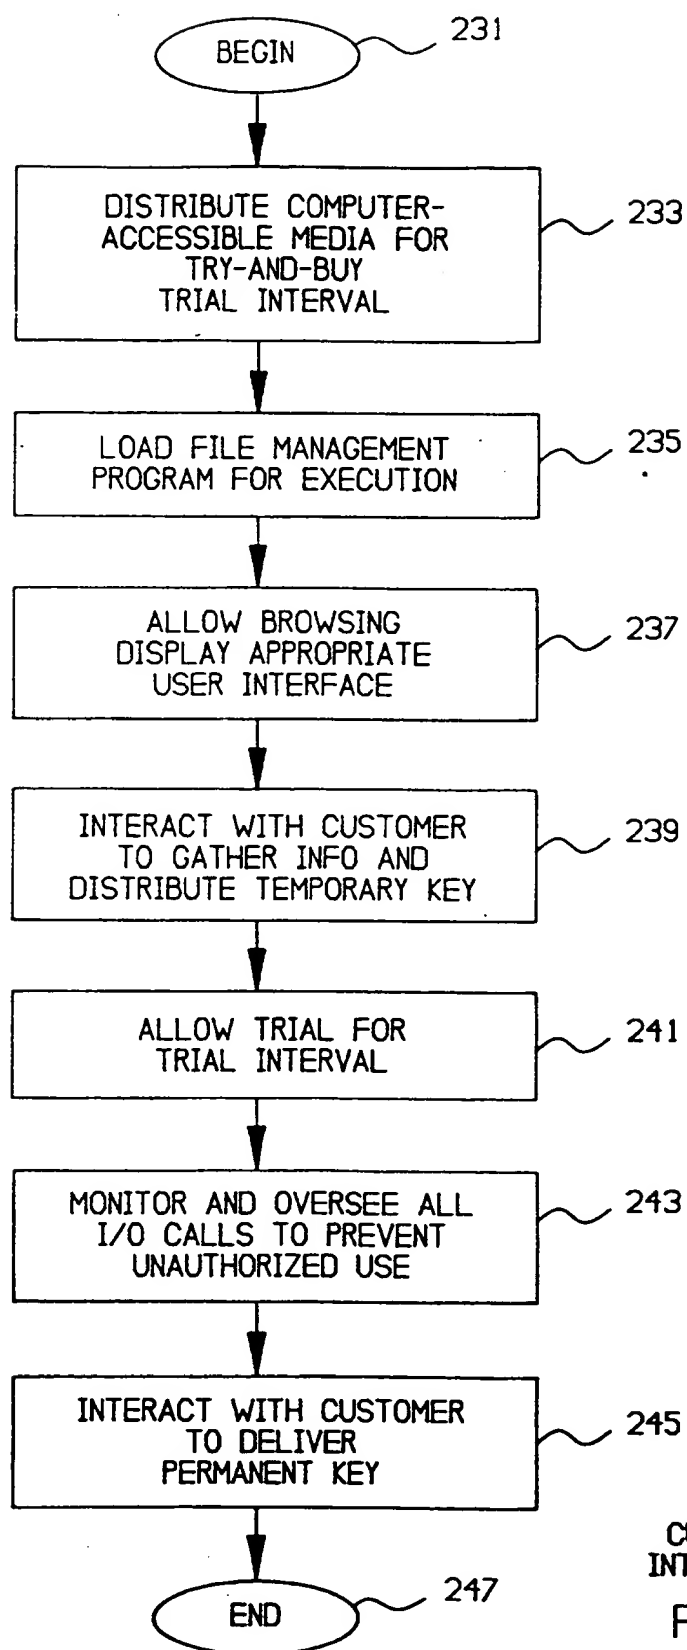 BEGIN
231
DISTRIBUTE COMPUTER-
ACCESSIBLE MEDIA FOR
TRY-AND-BUY
TRIAL INTERVAL
233
LOAD FILE MANAGEMENT
PROGRAM FOR EXECUTION
235
ALLOW BROWSING
DISPLAY APPROPRIATE
USER INTERFACE
237
INTERACT WITH CUSTOMER
TO GATHER INFO AND
DISTRIBUTE TEMPORARY KEY
239
ALLOW TRIAL FOR
TRIAL INTERVAL
241
MONITOR AND OVERSEE ALL
I/O CALLS TO PREVENT
UNAUTHORIZED USE
243
INTERACT WITH CUSTOMER
TO DELIVER
PERMANENT KEY
245
END
247